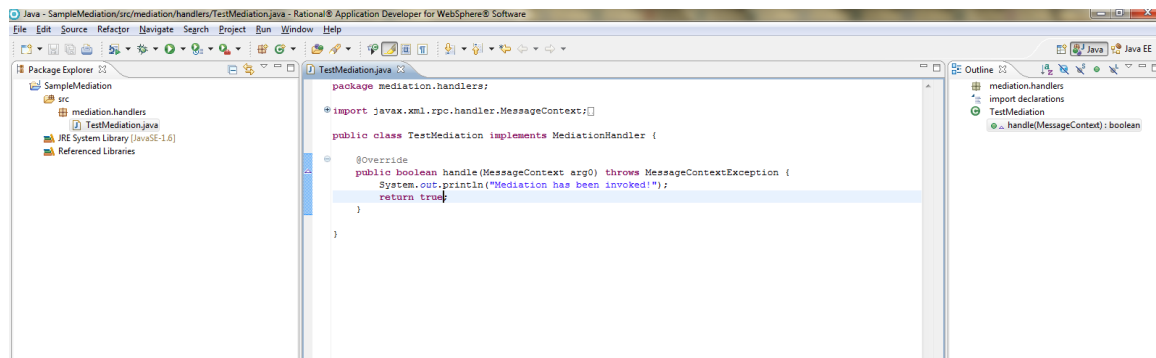 Java - SampleMediation/src/mediation/handlers/TestMediation.java - Rational® Application Developer for WebSphere® Software
File Edit Source Refactor Navigate Search Project Run Window Help
Java Java EE
Package Explorer
SampleMediation
src
mediation.handlers
TestMediation.java
JRE System Library [JavaSE-1.6]
Referenced Libraries
TestMediation.java
package mediation.handlers;
import javax.xml.rpc.handler.MessageContext;
public class TestMediation implements MediationHandler {
@Override
public boolean handle(MessageContext arg0) throws MessageContextException {
System.out.println("Mediation has been invoked!");
return true;
}
}
Outline
mediation.handlers
import declarations
TestMediation
handle(MessageContext) : boolean